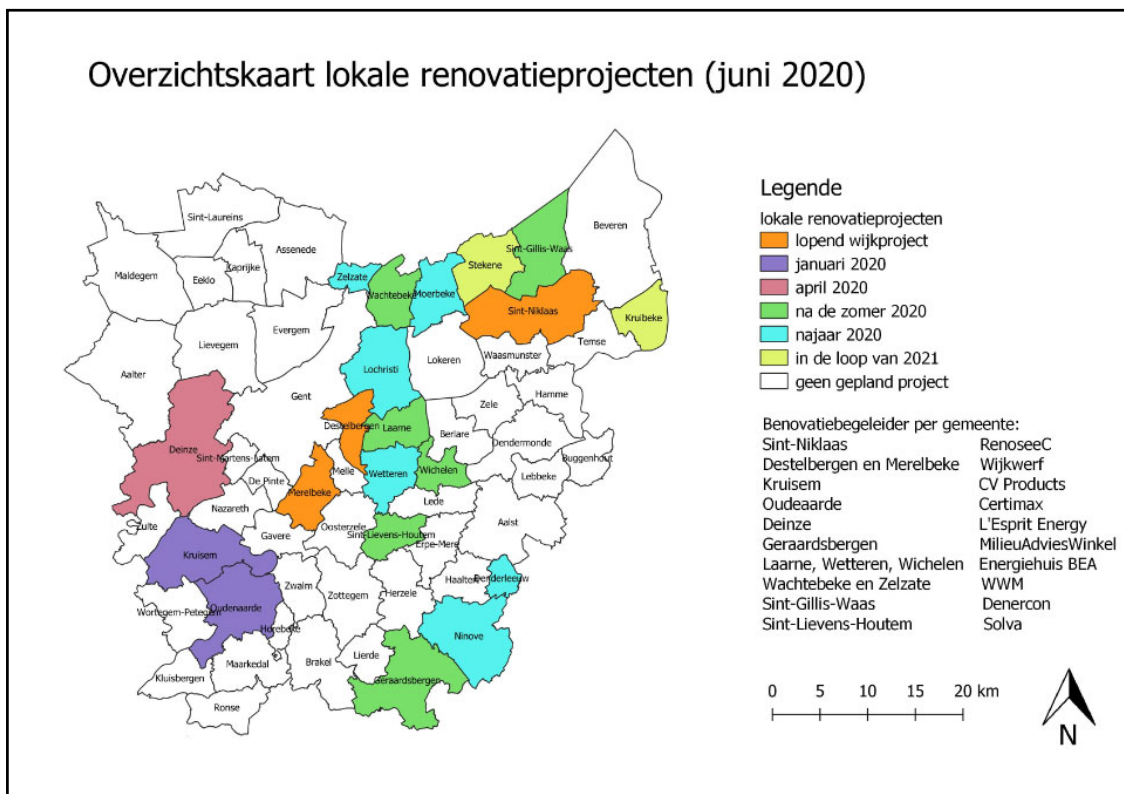 Overzichtskaart lokale renovatieprojecten (juni 2020)
Sint-Laureins
Assenede
Maldegem
Eeklo
Kaprijke
Zelzate
Wachtebeke
Moerbeke
Stekene
Sint-Gillis-Waas
Beveren
Evergem
Lievegem
Sint-Niklaas
Kruibeke
Temse
Aalter
Lochristi
Lokeren
Waasmunster
Gent
Hamme
Zele
Destelbergen
Laarne
Berlare
Dendermonde
Deinze
Sint-Martens-Latem
Melle
Wetteren
Wichelen
Buggenhout
Lebbeke
De Pinte
Merelbeke
Nazareth
Lede
Zulte
Gavere
Oosterzele
Sint-Lievens-Houtem
Erpe-Mere
Aalst
Kruisem
Zwalm
Zottegem
Herzele
Haaltert
Denderleeuw
Wortegem-Petegem
Oudenaarde
Horebeke
Ninove
Maarkedal
Brakel
Lierde
Geraardsbergen
Kluisbergen
Ronse
Legende
lokale renovatieprojecten
lopend wijkproject
januari 2020
april 2020
na de zomer 2020
najaar 2020
in de loop van 2021
geen gepland project
Benovatiebegeleider per gemeente:
Sint-Niklaas RenoseeC
Destelbergen en Merelbeke Wijkwerf
Kruisem CV Products
Oudeaarde Certimax
Deinze L'Esprit Energy
Geraardsbergen MilieuAdviesWinkel
Laarne, Wetteren, Wichelen Energiehuis BEA
Wachtebeke en Zelzate WWM
Sint-Gillis-Waas Denercon
Sint-Lievens-Houtem Solva
0 5 10 15 20 km
N